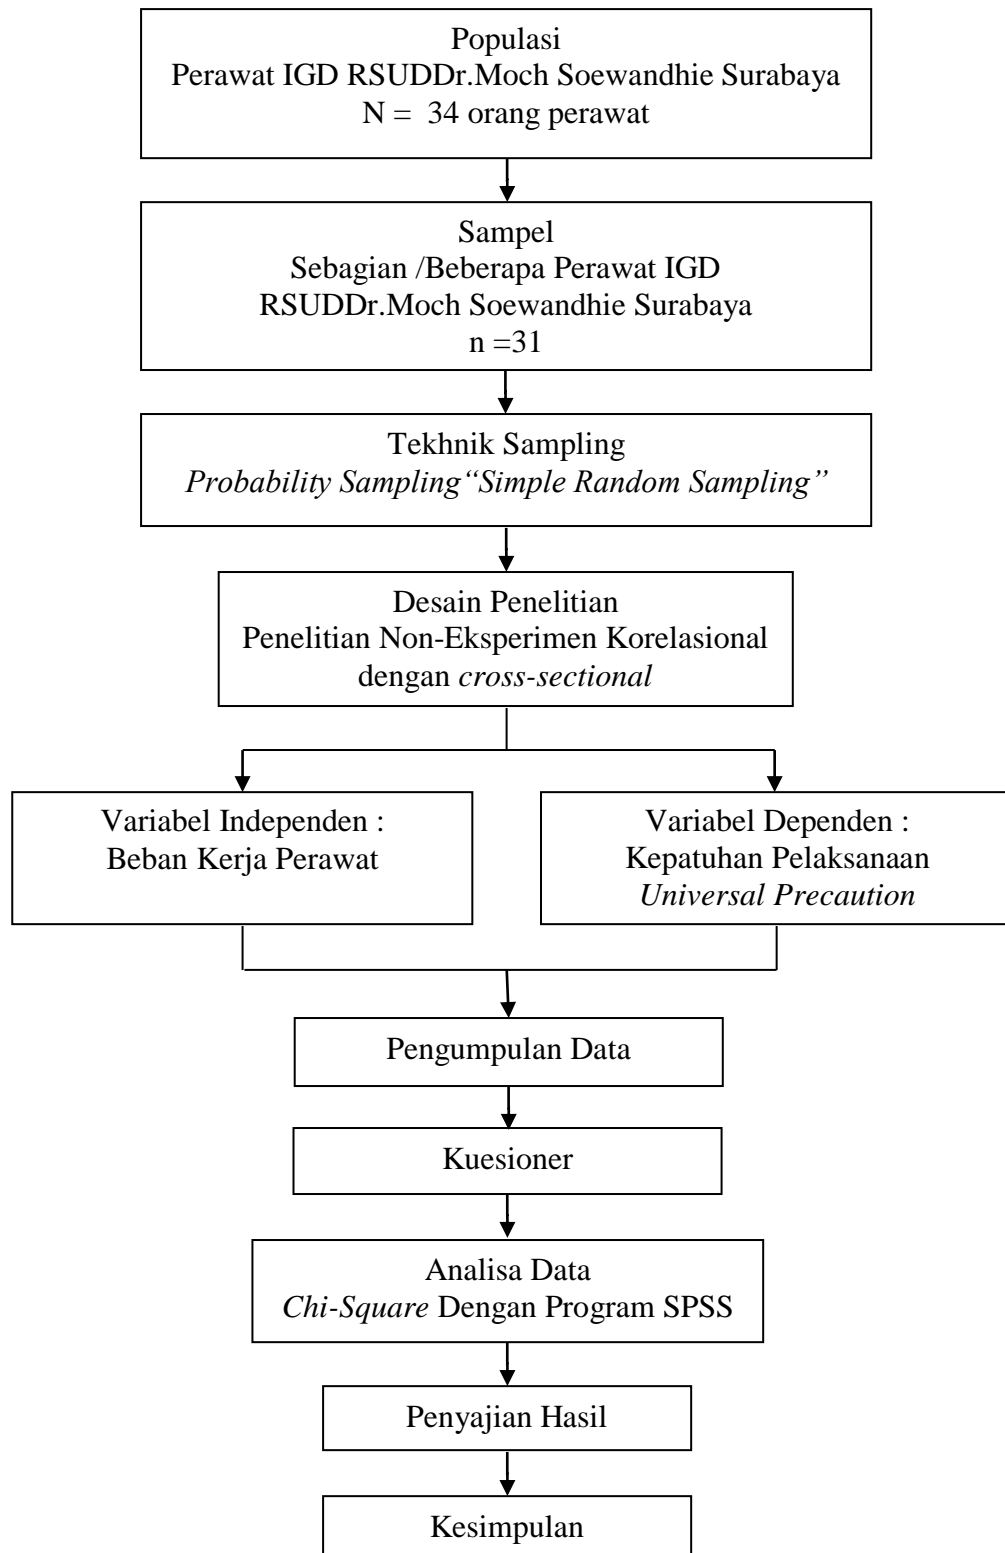 Populasi
Perawat IGD RSUDDr.Moch Soewandhie Surabaya
N = 34 orang perawat
Sampel
Sebagian /Beberapa Perawat IGD
RSUDDr.Moch Soewandhie Surabaya
n =31
Tekhnik Sampling
Probability Sampling“Simple Random Sampling”
Desain Penelitian
Penelitian Non-Eksperimen Korelasional
dengan cross-sectional
Variabel Independen :
Beban Kerja Perawat
Variabel Dependen :
Kepatuhan Pelaksanaan
Universal Precaution
Pengumpulan Data
Kuesioner
Analisa Data
Chi-Square Dengan Program SPSS
Penyajian Hasil
Kesimpulan